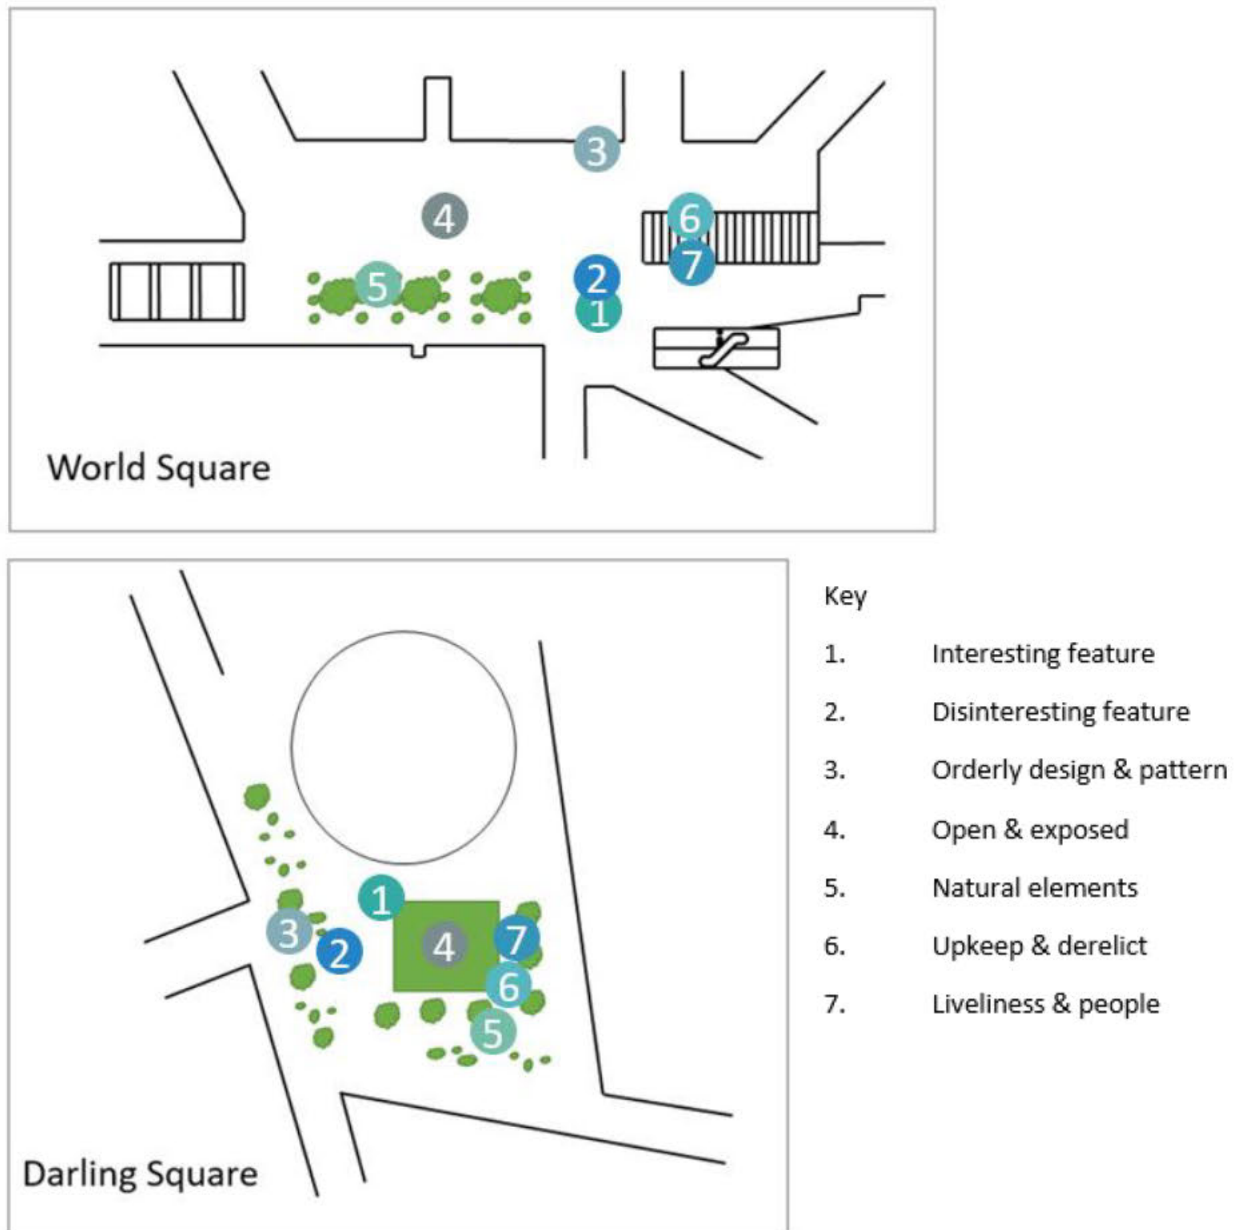 3
4
6
7
5
2
1
World Square
Key
1. Interesting feature
2. Disinteresting feature
3. Orderly design & pattern
4. Open & exposed
5. Natural elements
6. Upkeep & derelict
7. Liveliness & people
1
3
2
4
7
6
5
Darling Square